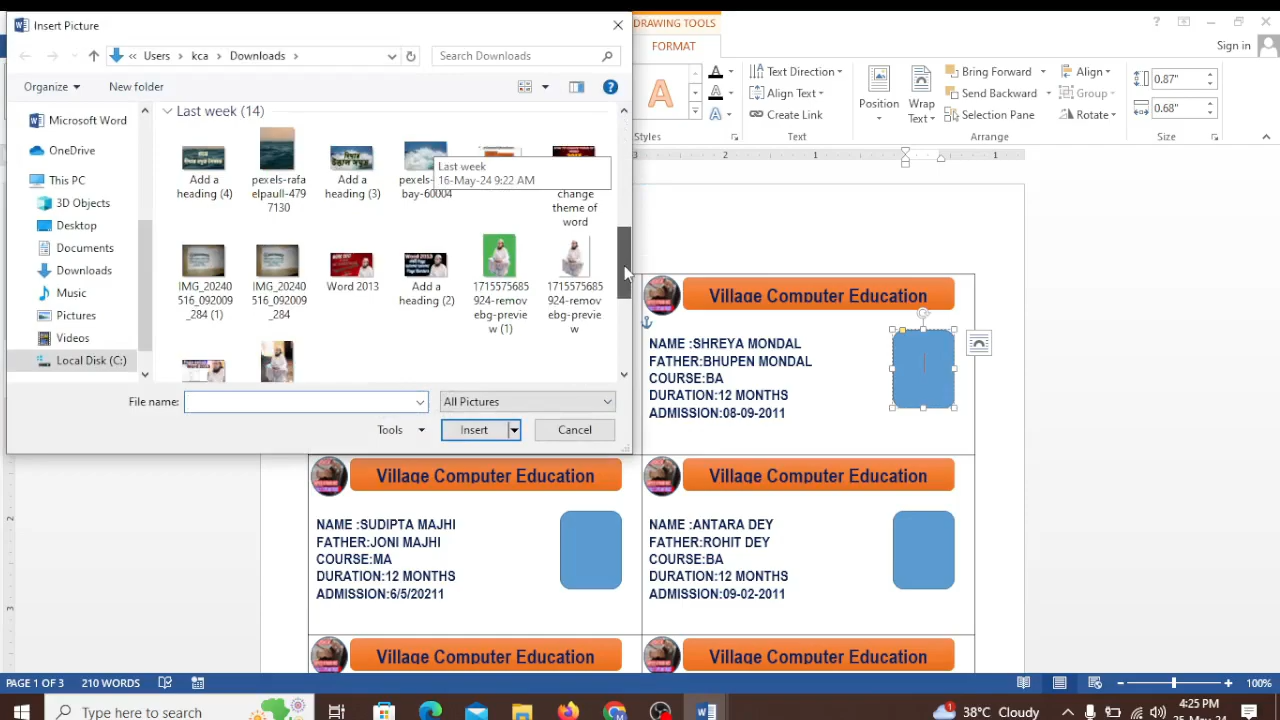 Insert Picture
DRAWING TOOLS
FORMAT
Sign in
« Users › kca › Downloads ›
Search Downloads
Organize
New folder
Last week (14)
Microsoft Word
OneDrive
This PC
3D Objects
Desktop
Documents
Downloads
Music
Pictures
Videos
Local Disk (C:)
Last week
16-May-24 9:22 AM
Add a heading (4)
pexels-rafaelpaull-4797130
Add a heading (3)
pexels-
bay-60004
change theme of word
IMG_20240516_092009_284 (1)
IMG_20240516_092009_284
Word 2013
Add a heading (2)
1715575685924-removebg-preview (1)
1715575685924-removebg-preview
File name:
All Pictures
Tools
Insert
Cancel
Styles
Text Direction
Align Text
Create Link
Text
Position
Wrap Text
Bring Forward
Send Backward
Selection Pane
Align
Group
Rotate
Arrange
0.87"
0.68"
Size
3 2 1 1
Village Computer Education
NAME :SHREYA MONDAL
FATHER:BHUPEN MONDAL
COURSE:BA
DURATION:12 MONTHS
ADMISSION:08-09-2011
Village Computer Education
NAME :SUDIPTA MAJHI
FATHER:JONI MAJHI
COURSE:MA
DURATION:12 MONTHS
ADMISSION:6/5/20211
Village Computer Education
NAME :ANTARA DEY
FATHER:ROHIT DEY
COURSE:BA
DURATION:12 MONTHS
ADMISSION:09-02-2011
Village Computer Education
Village Computer Education
2
3
PAGE 1 OF 3
210 WORDS
100%
Type here to search
38°C Cloudy
4:25 PM